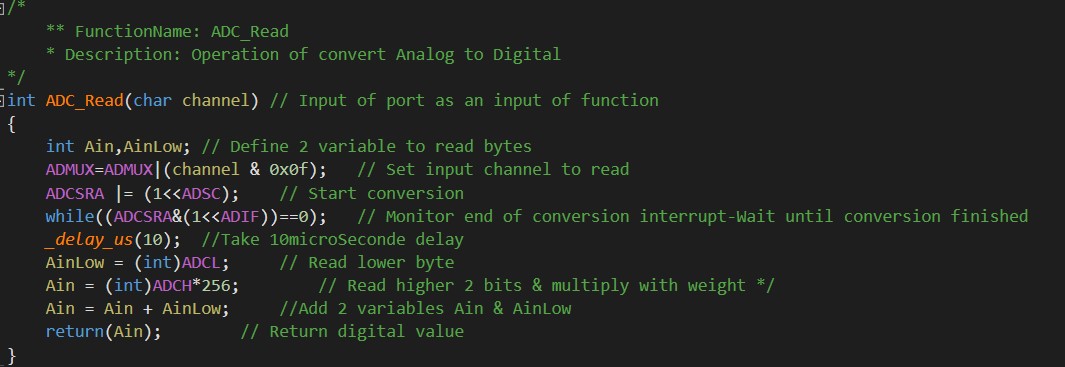 /*
** FunctionName: ADC_Read
* Description: Operation of convert Analog to Digital
*/
int ADC_Read(char channel) // Input of port as an input of function
{
int Ain,AinLow; // Define 2 variable to read bytes
ADMUX=ADMUX|(channel & 0x0f); // Set input channel to read
ADCSRA |= (1<<ADSC); // Start conversion
while((ADCSRA&(1<<ADIF))==0); // Monitor end of conversion interrupt-Wait until conversion finished
_delay_us(10); //Take 10microSeconde delay
AinLow = (int)ADCL; // Read lower byte
Ain = (int)ADCH*256; // Read higher 2 bits & multiply with weight */
Ain = Ain + AinLow; //Add 2 variables Ain & AinLow
return(Ain); // Return digital value
}